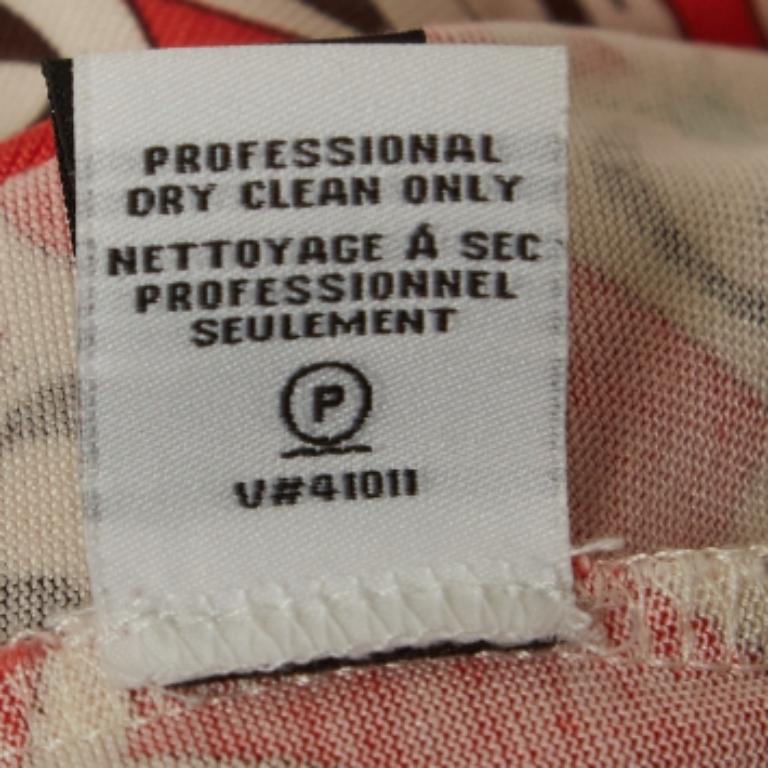 PROFESSIONAL
DRY CLEAN ONLY
NETTOYAGE Á SEC
PROFESSIONNEL
SEULEMENT
P
V#41011